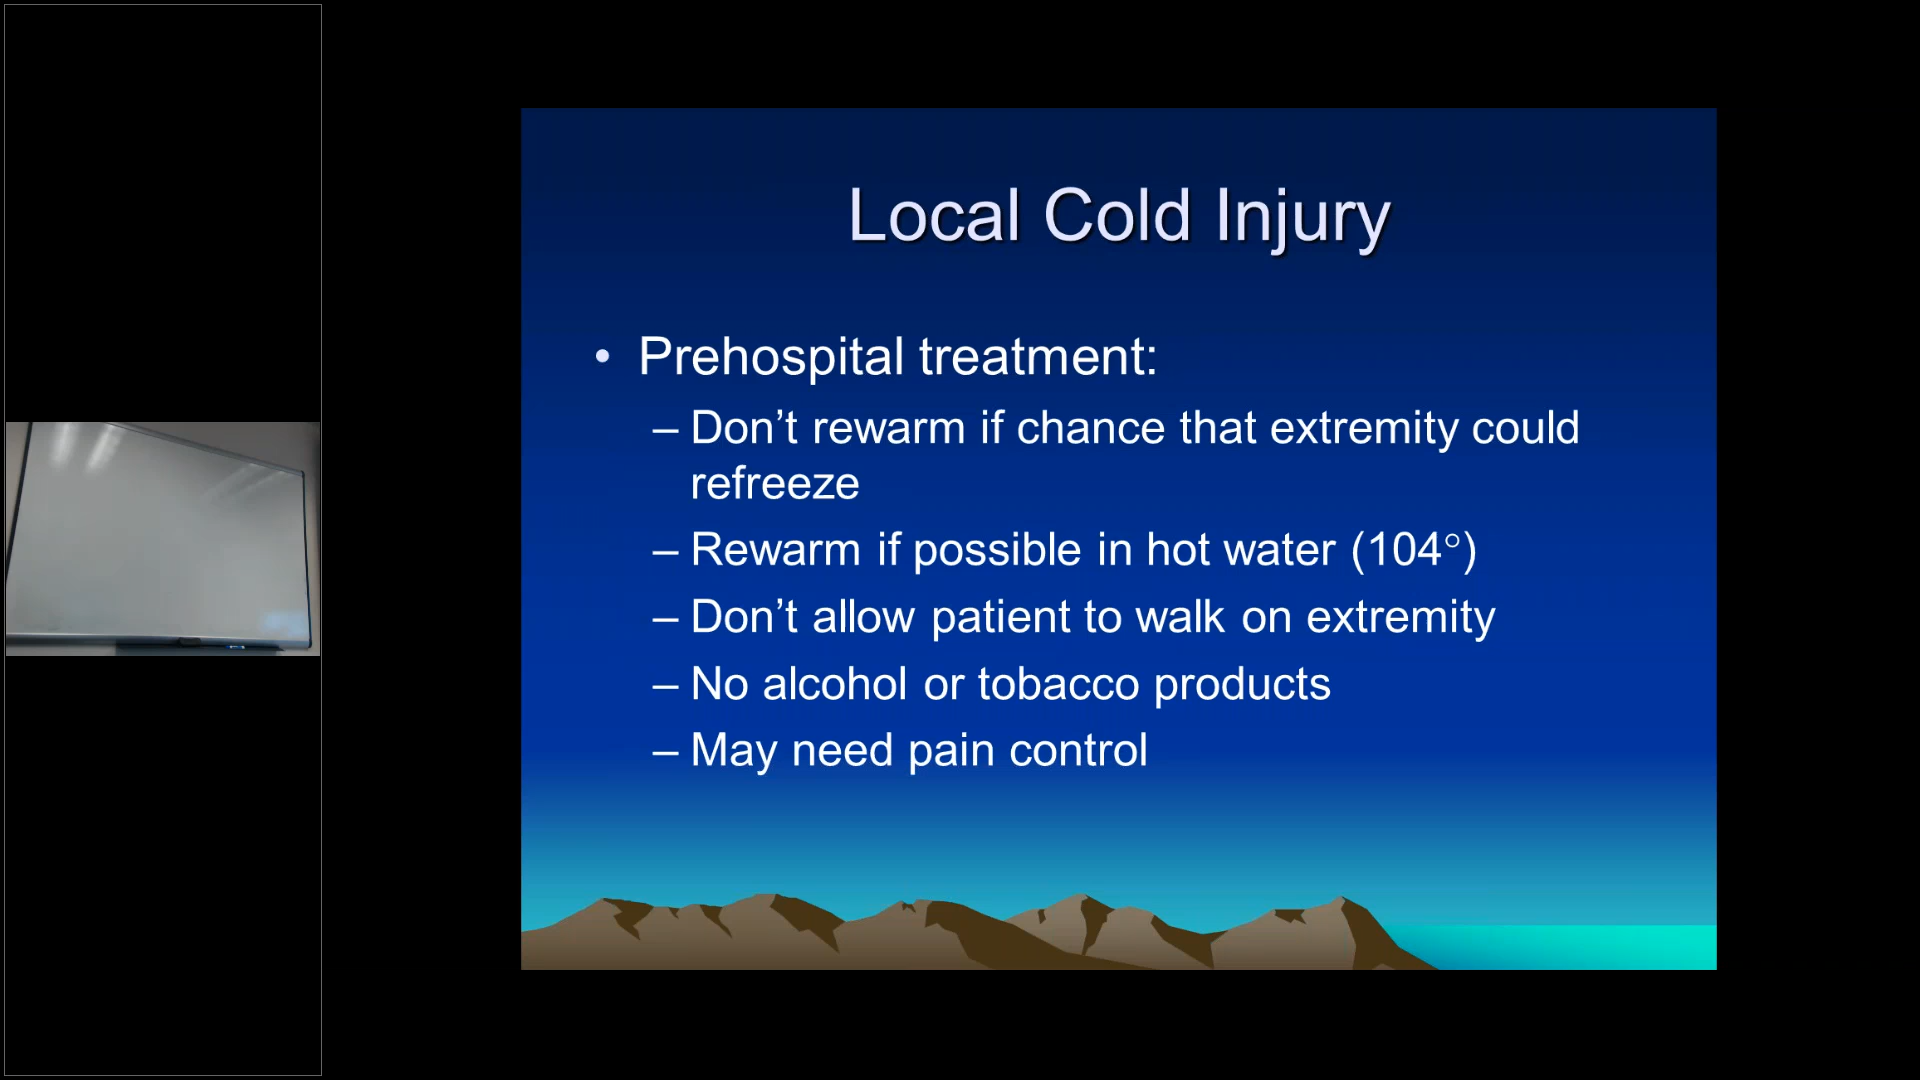 Local Cold Injury
• Prehospital treatment:
– Don’t rewarm if chance that extremity could
refreeze
– Rewarm if possible in hot water (104°)
– Don’t allow patient to walk on extremity
– No alcohol or tobacco products
– May need pain control